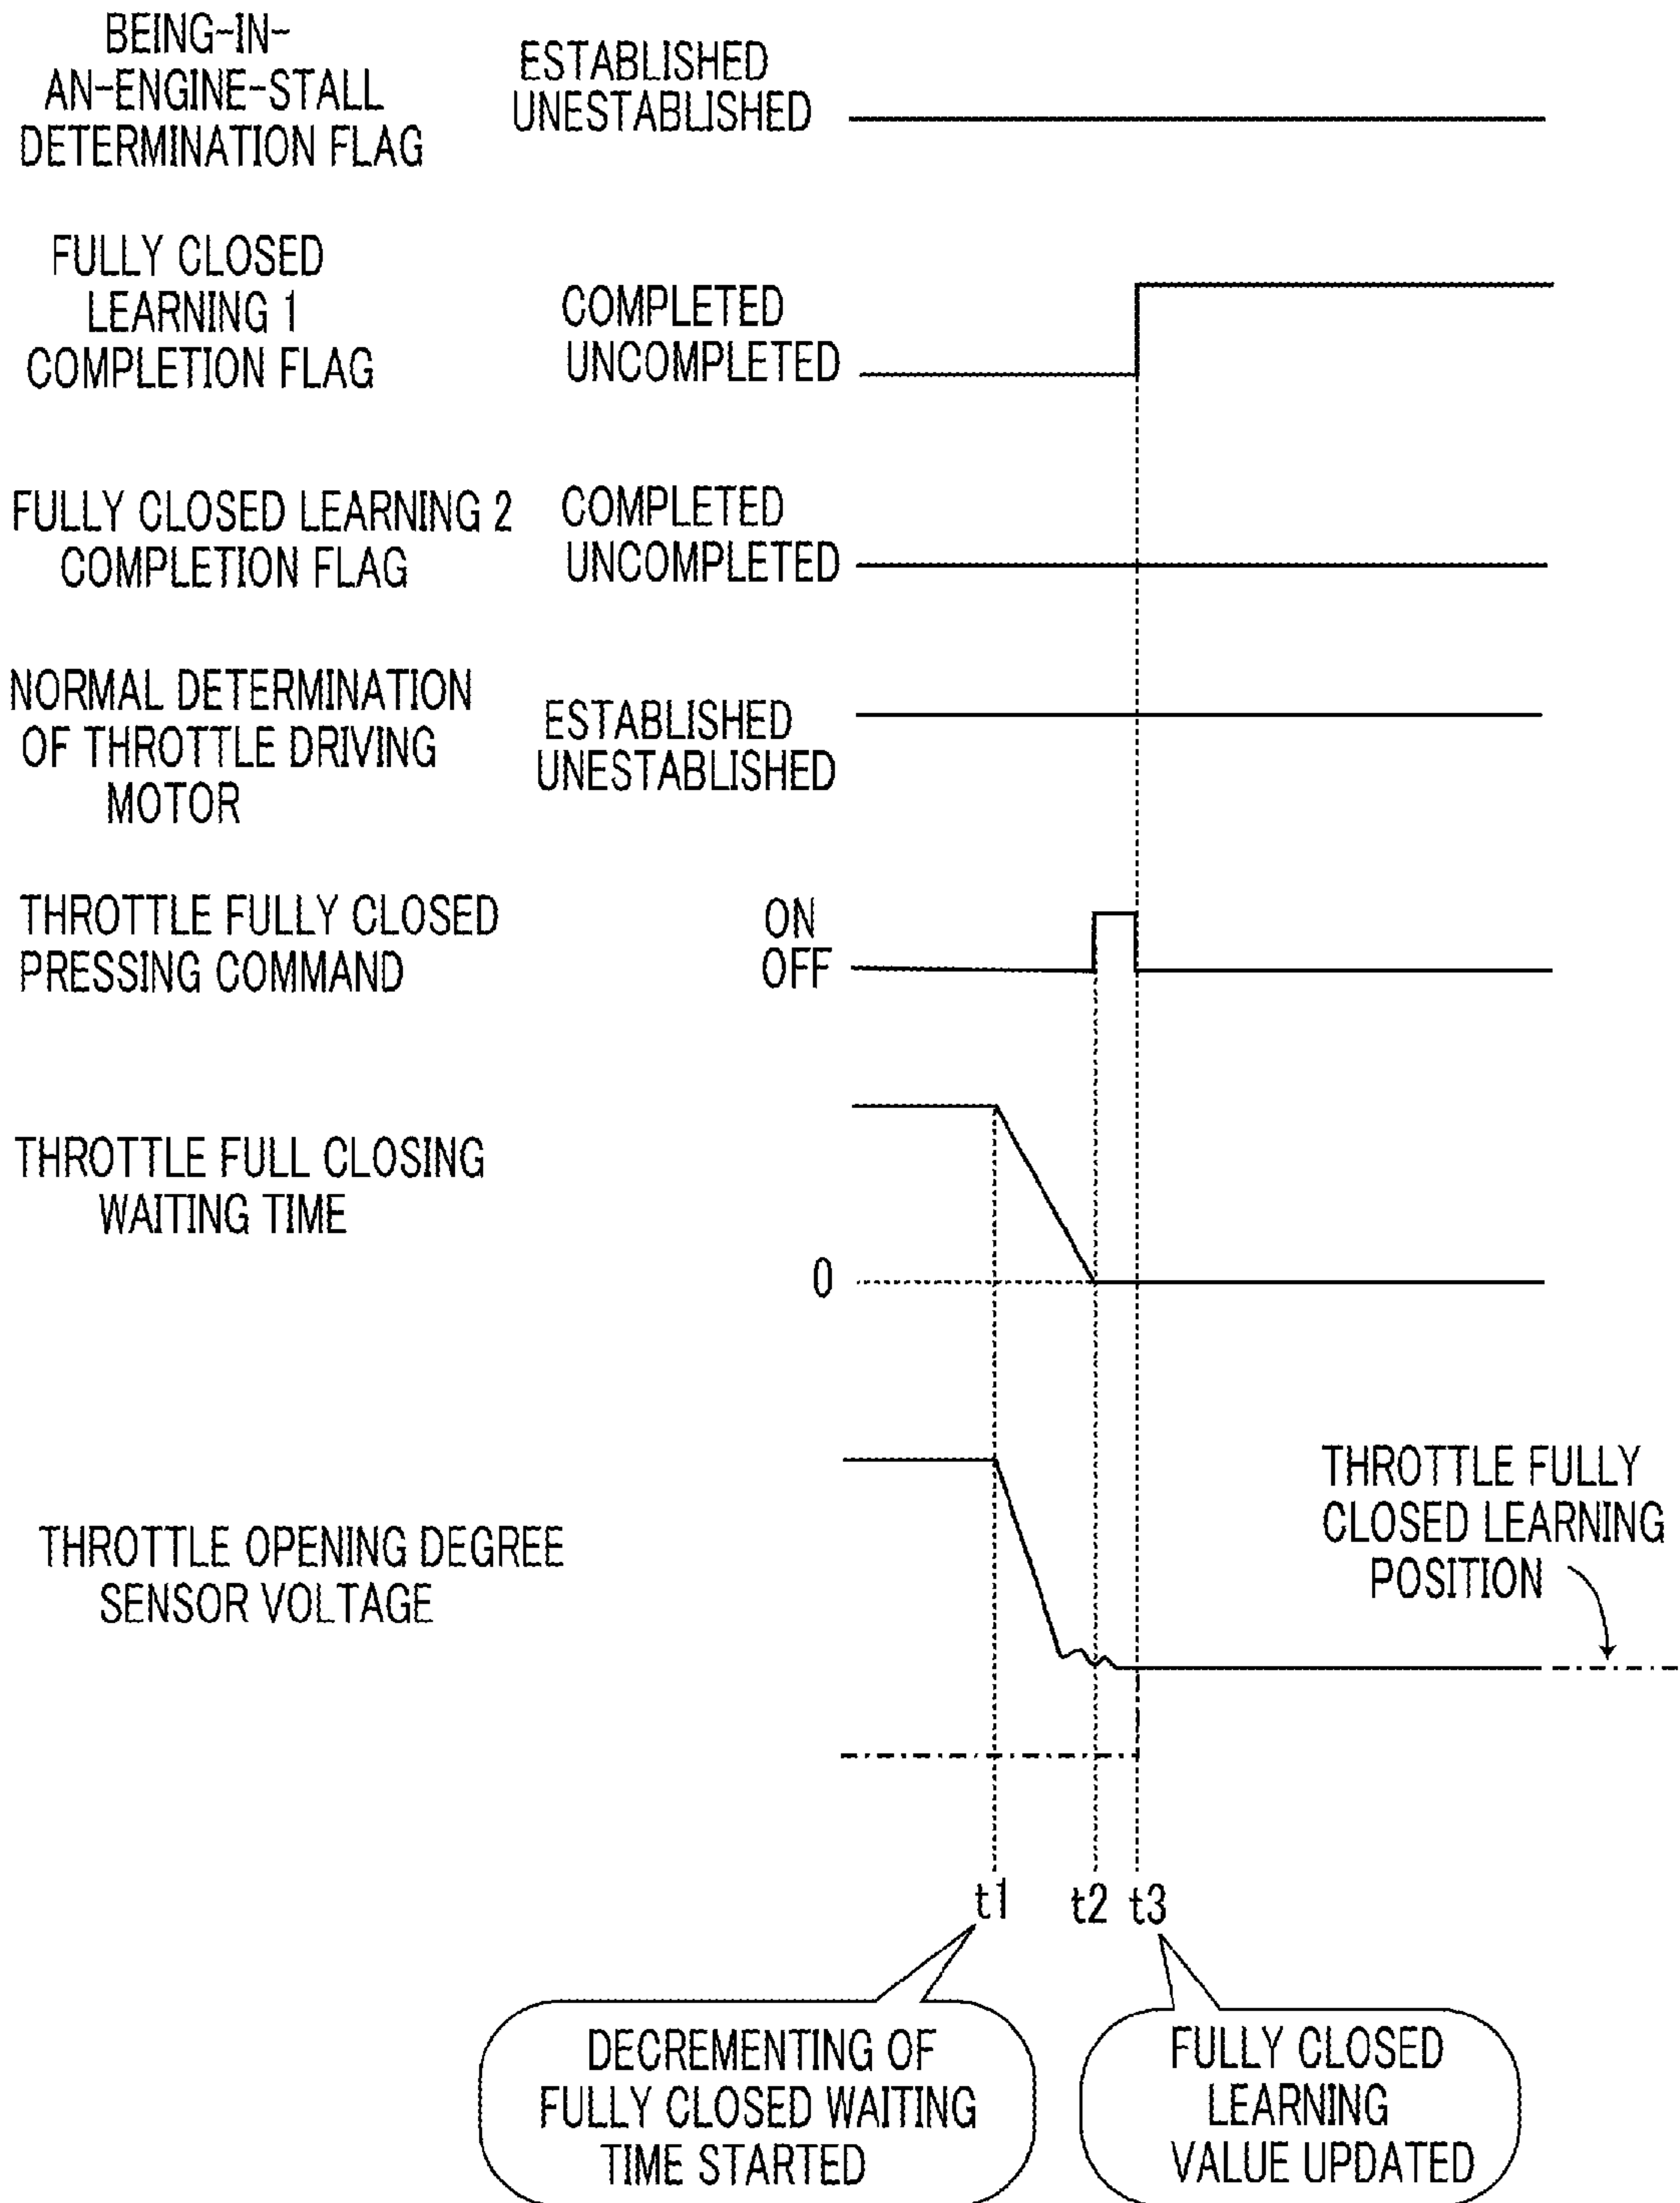 BEING-IN-
AN-ENGINE-STALL
DETERMINATION FLAG
ESTABLISHED
UNESTABLISHED
FULLY CLOSED
LEARNING 1
COMPLETION FLAG
COMPLETED
UNCOMPLETED
FULLY CLOSED LEARNING 2
COMPLETION FLAG
COMPLETED
UNCOMPLETED
NORMAL DETERMINATION
OF THROTTLE DRIVING
MOTOR
ESTABLISHED
UNESTABLISHED
THROTTLE FULLY CLOSED
PRESSING COMMAND
ON
OFF
THROTTLE FULL CLOSING
WAITING TIME
0
THROTTLE OPENING DEGREE
SENSOR VOLTAGE
THROTTLE FULLY
CLOSED LEARNING
POSITION
t1
t2
t3
DECREMENTING OF
FULLY CLOSED WAITING
TIME STARTED
FULLY CLOSED
LEARNING
VALUE UPDATED